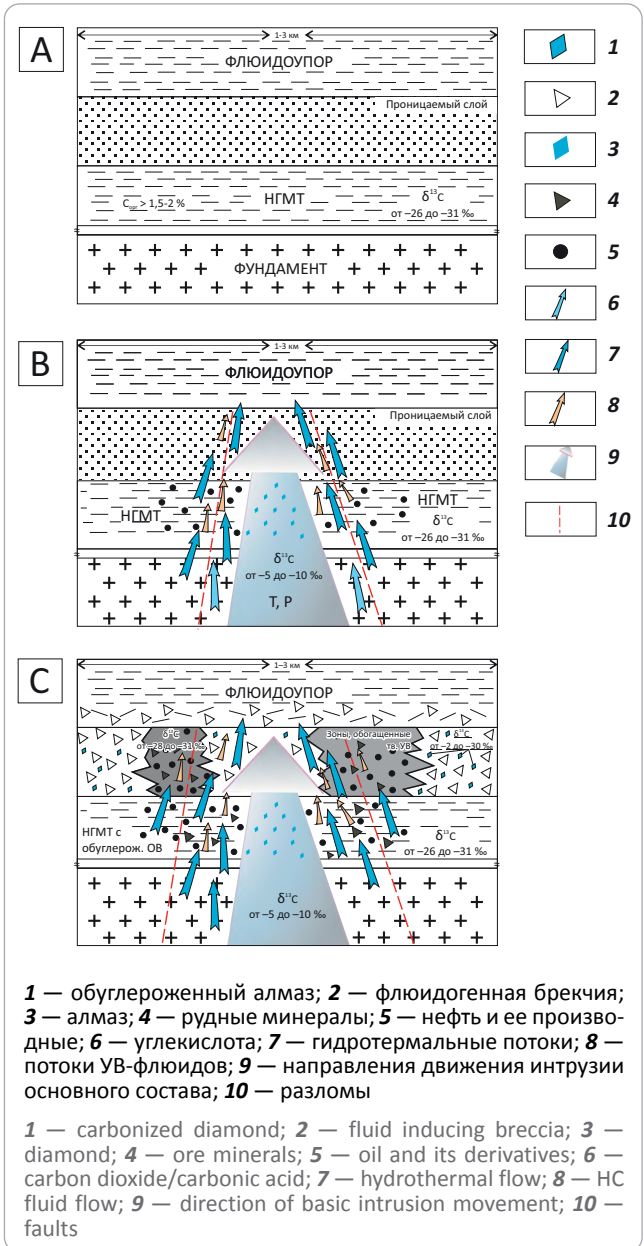 A
1-3 км
ФЛЮИДОУПОР
Проницаемый слой
Cорг > 1,5-2 %
НГМТ
δ¹³C
от –26 до –31 ‰
ФУНДАМЕНТ
B
1-3 км
ФЛЮИДОУПОР
Проницаемый слой
НГМТ
НГМТ
δ¹³C
от –26 до –31 ‰
δ¹³C
от –5 до –10 ‰
T, P
C
1–3 км
ФЛЮИДОУПОР
δ¹³C
от –28 до –31 ‰
Зоны, обогащенные
тв. УВ
δ¹³C
от –2 до –30 ‰
НГМТ с
обуглерож. ОВ
δ¹³C
от –26 до –31 ‰
δ¹³C
от –5 до –10 ‰
1
2
3
4
5
6
7
8
9
10
1 — обуглероженный алмаз; 2 — флюидогенная брекчия;
3 — алмаз; 4 — рудные минералы; 5 — нефть и ее производ-
ные; 6 — углекислота; 7 — гидротермальные потоки; 8 —
потоки УВ-флюидов; 9 — направления движения интрузии
основного состава; 10 — разломы
1 — carbonized diamond; 2 — fluid inducing breccia; 3 —
diamond; 4 — ore minerals; 5 — oil and its derivatives; 6 —
carbon dioxide/carbonic acid; 7 — hydrothermal flow; 8 — HC
fluid flow; 9 — direction of basic intrusion movement; 10 —
faults